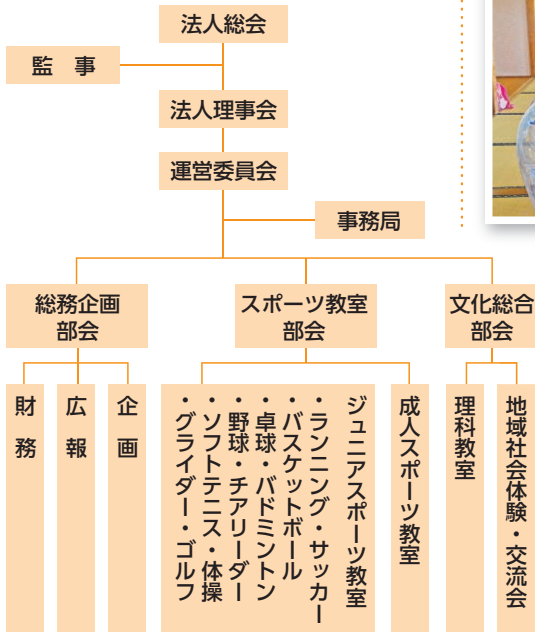 法人総会
監　事
法人理事会
運営委員会
事務局
総務企画
部会
スポーツ教室
部会
文化総合
部会
財　務
広　報
企　画
ジュニアスポーツ教室
・ランニング・サッカー
・バスケットボール
・卓球・バドミントン
・野球・チアリーダー
・ソフトテニス・体操
・グライダー・ゴルフ
成人スポーツ教室
理科教室
地域社会体験・交流会